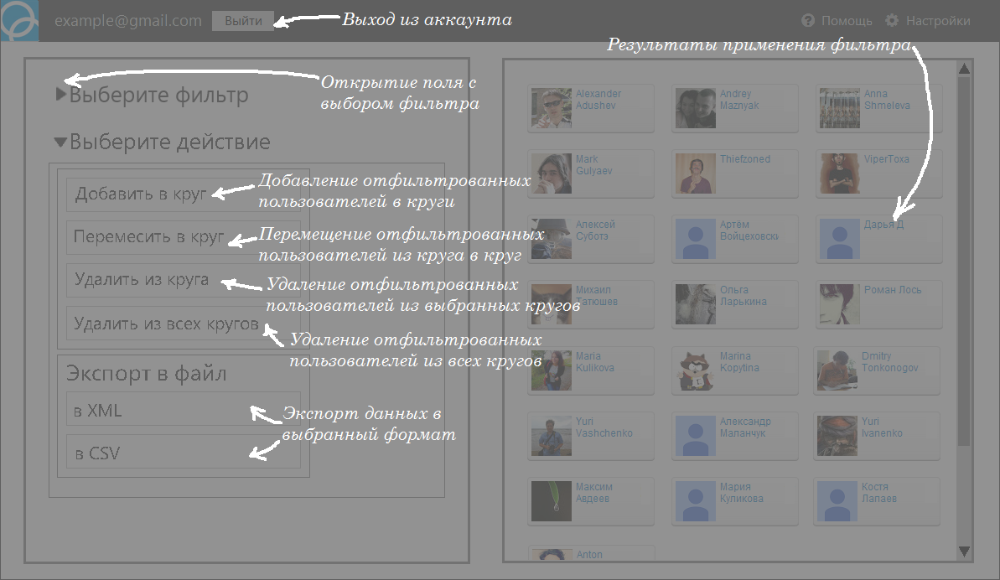 example@gmail.com
Выйти
Выход из аккаунта
Помощь
Настройки
Результаты применения фильтра
Открытие поля с
выбором фильтра
Выберите фильтр
Выберите действие
Добавить в круг
Добавление отфильтрованных
пользователей в круги
Перемесить в круг
Перемещение отфильтрованных
пользователей из круга в круг
Удалить из круга
Удаление отфильтрованных
пользователей из выбранных кругов
Удалить из всех кругов
Удаление отфильтрованных
пользователей из всех кругов
Экспорт в файл
в XML
в CSV
Экспорт данных в
выбранный формат
Alexander
Adushev
Andrey
Maznyak
Anna
Shmeleva
Mark
Gulyaev
Thiefzoned
ViperToxa
Алексей
Субота
Артём
Войцеховски
Дарья Д
Михаил
Татюшев
Ольга
Ларькина
Роман Лось
Maria
Kulikova
Marina
Kopytina
Dmitry
Tonkonogov
Yuri
Vashchenko
Александр
Маланчук
Yuri
Ivanenko
Максим
Авдеев
Мария
Куликова
Костя
Лапаев
Anton